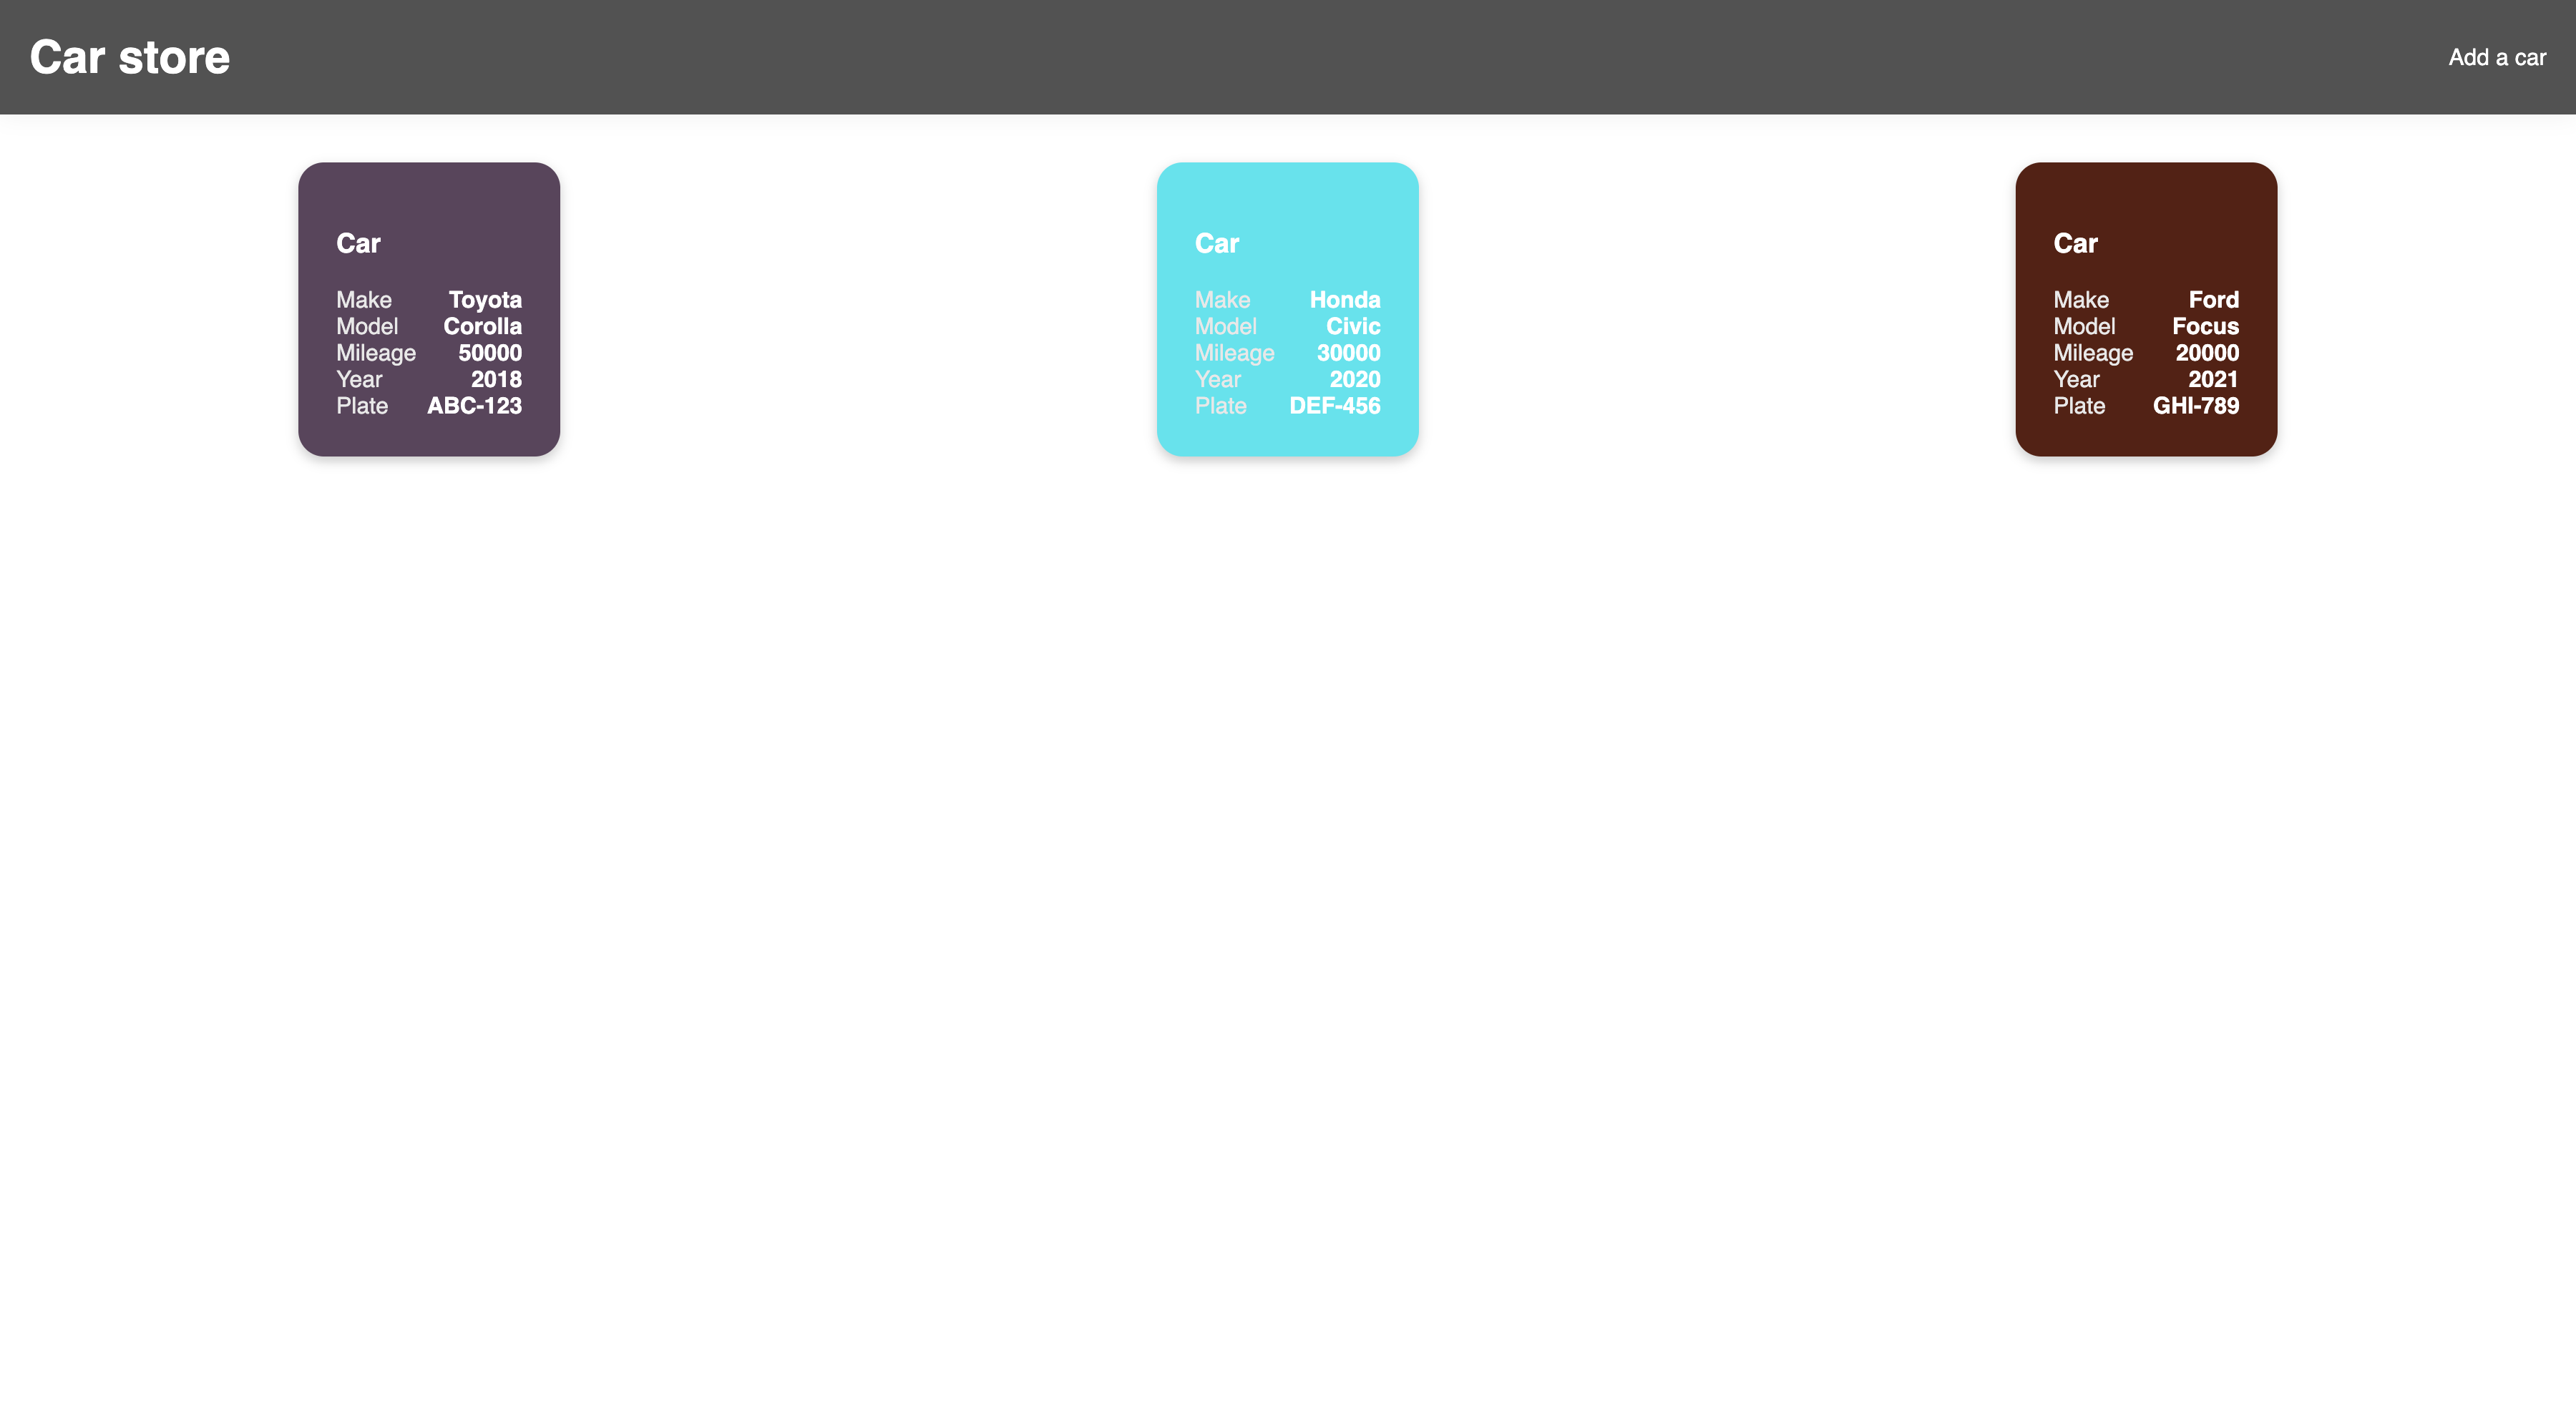 Car store
Add a car
Car
Make Toyota
Model Corolla
Mileage 50000
Year 2018
Plate ABC-123
Car
Make Honda
Model Civic
Mileage 30000
Year 2020
Plate DEF-456
Car
Make Ford
Model Focus
Mileage 20000
Year 2021
Plate GHI-789